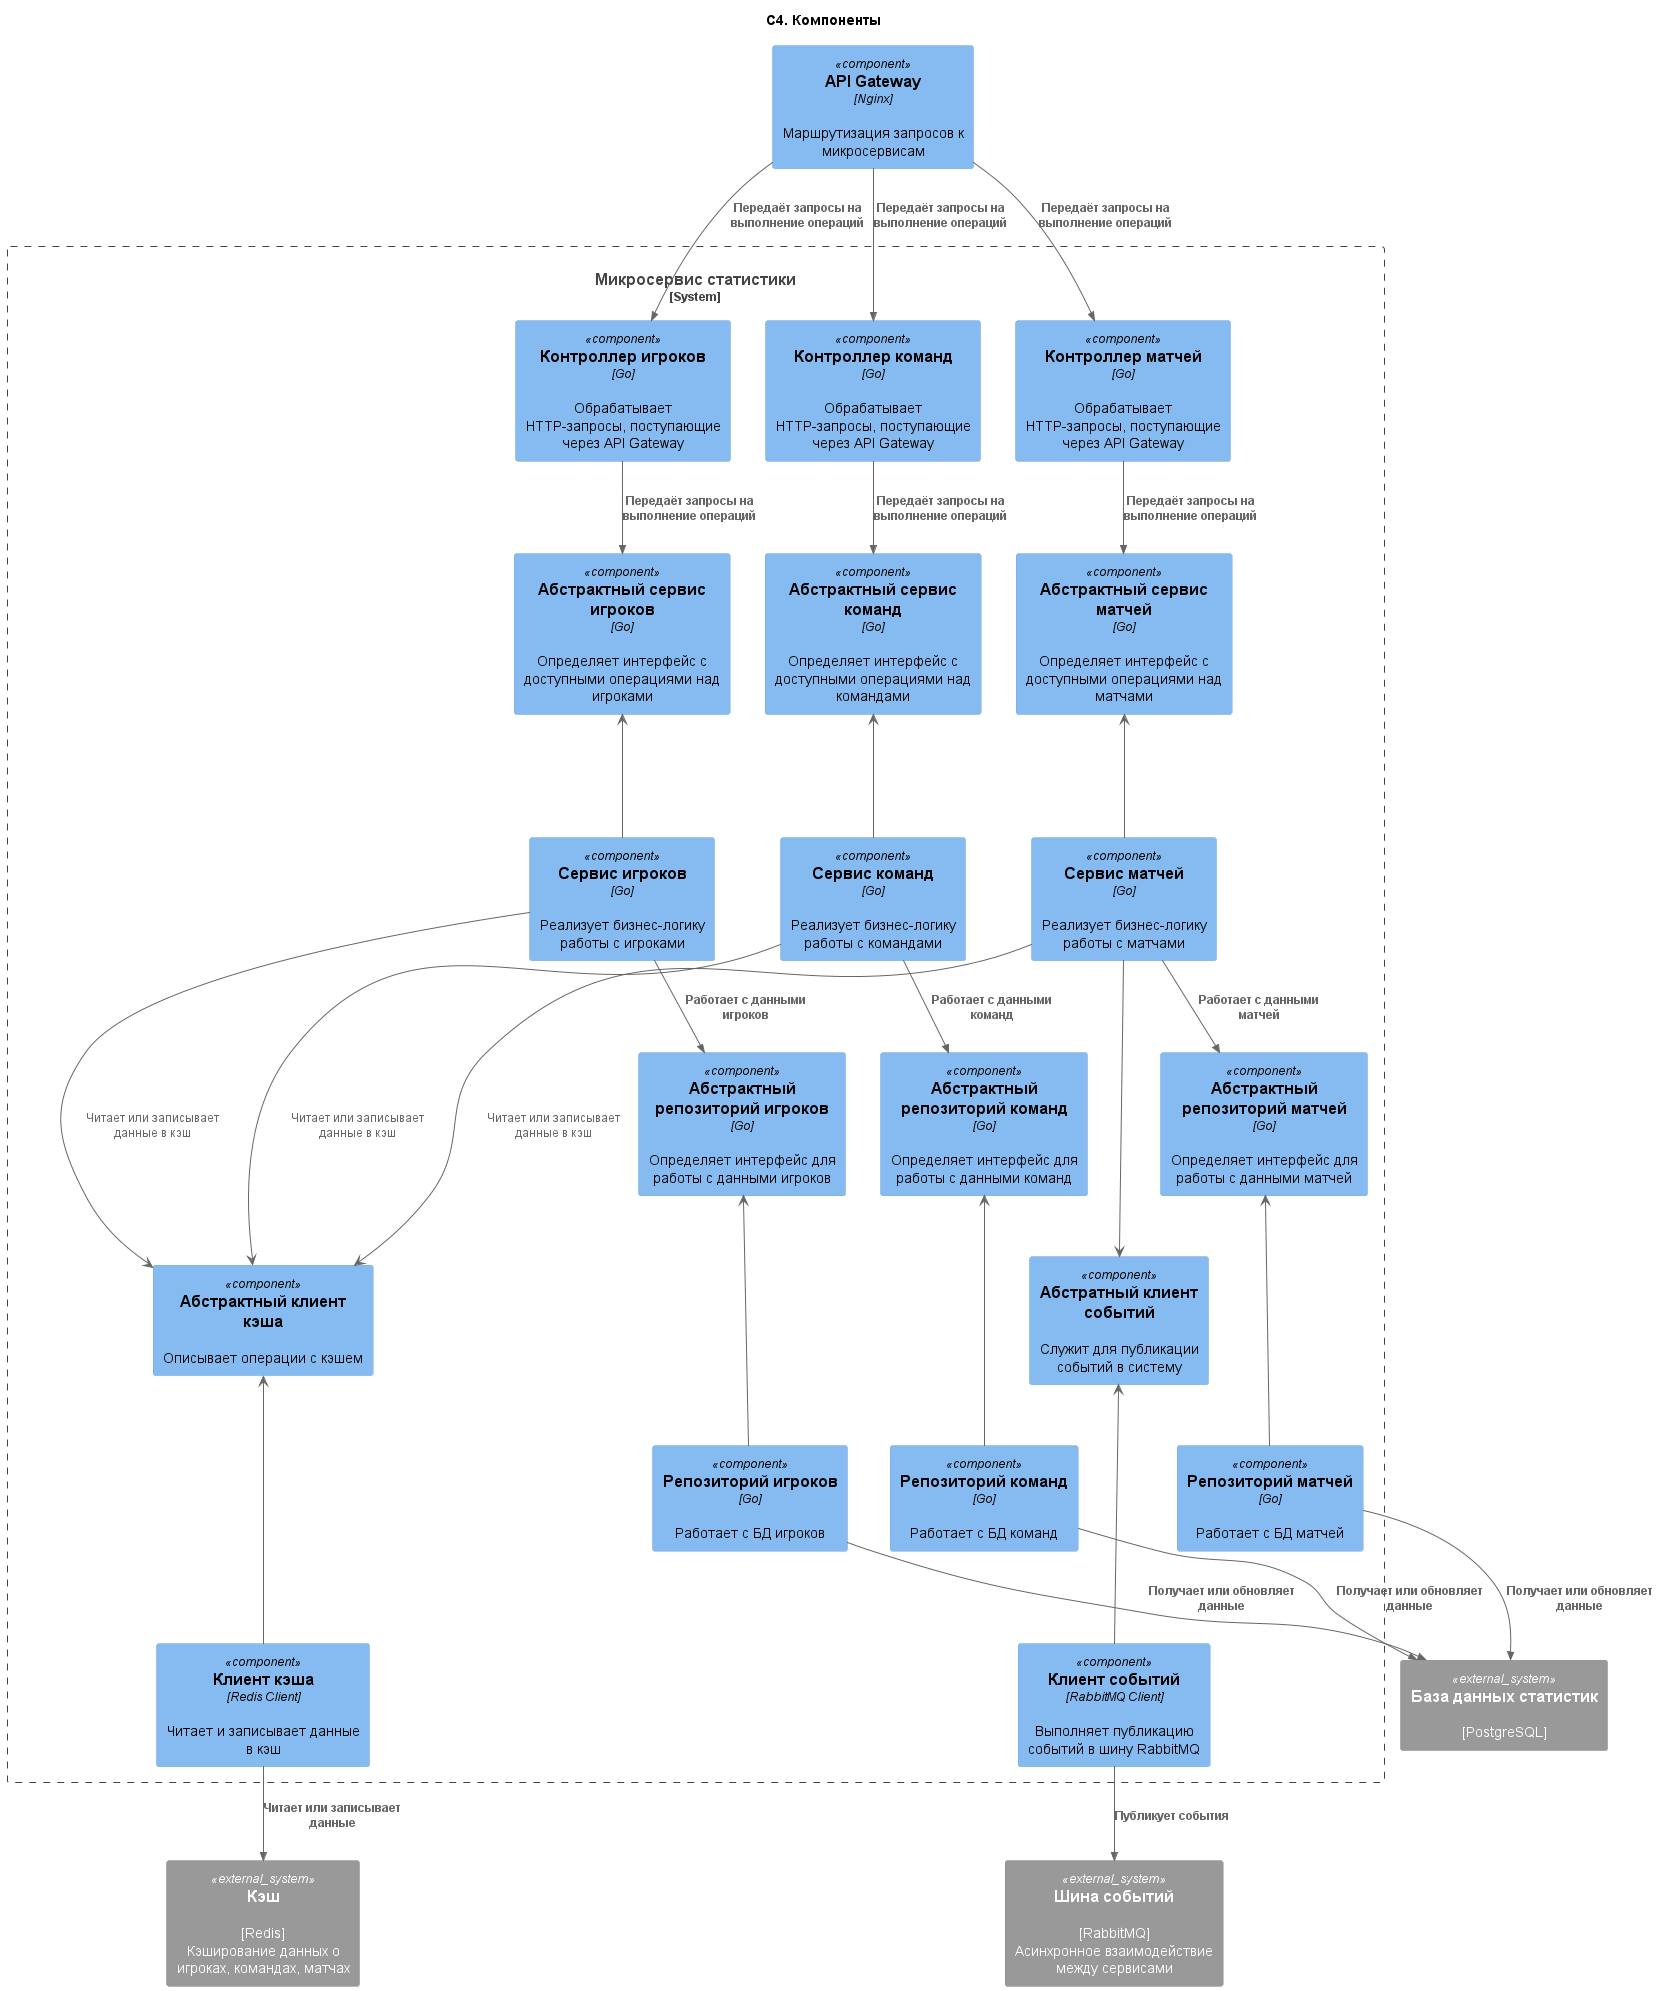 C4. Компоненты
«component»
API Gateway
[Nginx]
Маршрутизация запросов к
микросервисам
Передаёт запросы на
выполнение операций
Передаёт запросы на
выполнение операций
Передаёт запросы на
выполнение операций
Микросервис статистики
[System]
«component»
Контроллер игроков
[Go]
Обрабатывает
HTTP-запросы, поступающие
через API Gateway
«component»
Контроллер команд
[Go]
Обрабатывает
HTTP-запросы, поступающие
через API Gateway
«component»
Контроллер матчей
[Go]
Обрабатывает
HTTP-запросы, поступающие
через API Gateway
Передаёт запросы на
выполнение операций
Передаёт запросы на
выполнение операций
Передаёт запросы на
выполнение операций
«component»
Абстрактный сервис
игроков
[Go]
Определяет интерфейс с
доступными операциями над
игроками
«component»
Абстрактный сервис
команд
[Go]
Определяет интерфейс с
доступными операциями над
командами
«component»
Абстрактный сервис
матчей
[Go]
Определяет интерфейс с
доступными операциями над
матчами
«component»
Сервис игроков
[Go]
Реализует бизнес-логику
работы с игроками
«component»
Сервис команд
[Go]
Реализует бизнес-логику
работы с командами
«component»
Сервис матчей
[Go]
Реализует бизнес-логику
работы с матчами
Работает с данными
игроков
Работает с данными
команд
Работает с данными
матчей
Читает или записывает
данные в кэш
Читает или записывает
данные в кэш
Читает или записывает
данные в кэш
«component»
Абстрактный
репозиторий игроков
[Go]
Определяет интерфейс для
работы с данными игроков
«component»
Абстрактный
репозиторий команд
[Go]
Определяет интерфейс для
работы с данными команд
«component»
Абстрактный
репозиторий матчей
[Go]
Определяет интерфейс для
работы с данными матчей
«component»
Абстрактный клиент
кэша
Описывает операции с кэшем
«component»
Абстратный клиент
событий
Служит для публикации
событий в систему
«component»
Репозиторий игроков
[Go]
Работает с БД игроков
«component»
Репозиторий команд
[Go]
Работает с БД команд
«component»
Репозиторий матчей
[Go]
Работает с БД матчей
Получает или обновляет
данные
Получает или обновляет
данные
Получает или обновляет
данные
«component»
Клиент кэша
[Redis Client]
Читает и записывает данные
в кэш
«component»
Клиент событий
[RabbitMQ Client]
Выполняет публикацию
событий в шину RabbitMQ
«external_system»
База данных статистик
[PostgreSQL]
Читает или записывает
данные
Публикует события
«external_system»
Кэш
[Redis]
Кэширование данных о
игроках, командах, матчах
«external_system»
Шина событий
[RabbitMQ]
Асинхронное взаимодействие
между сервисами